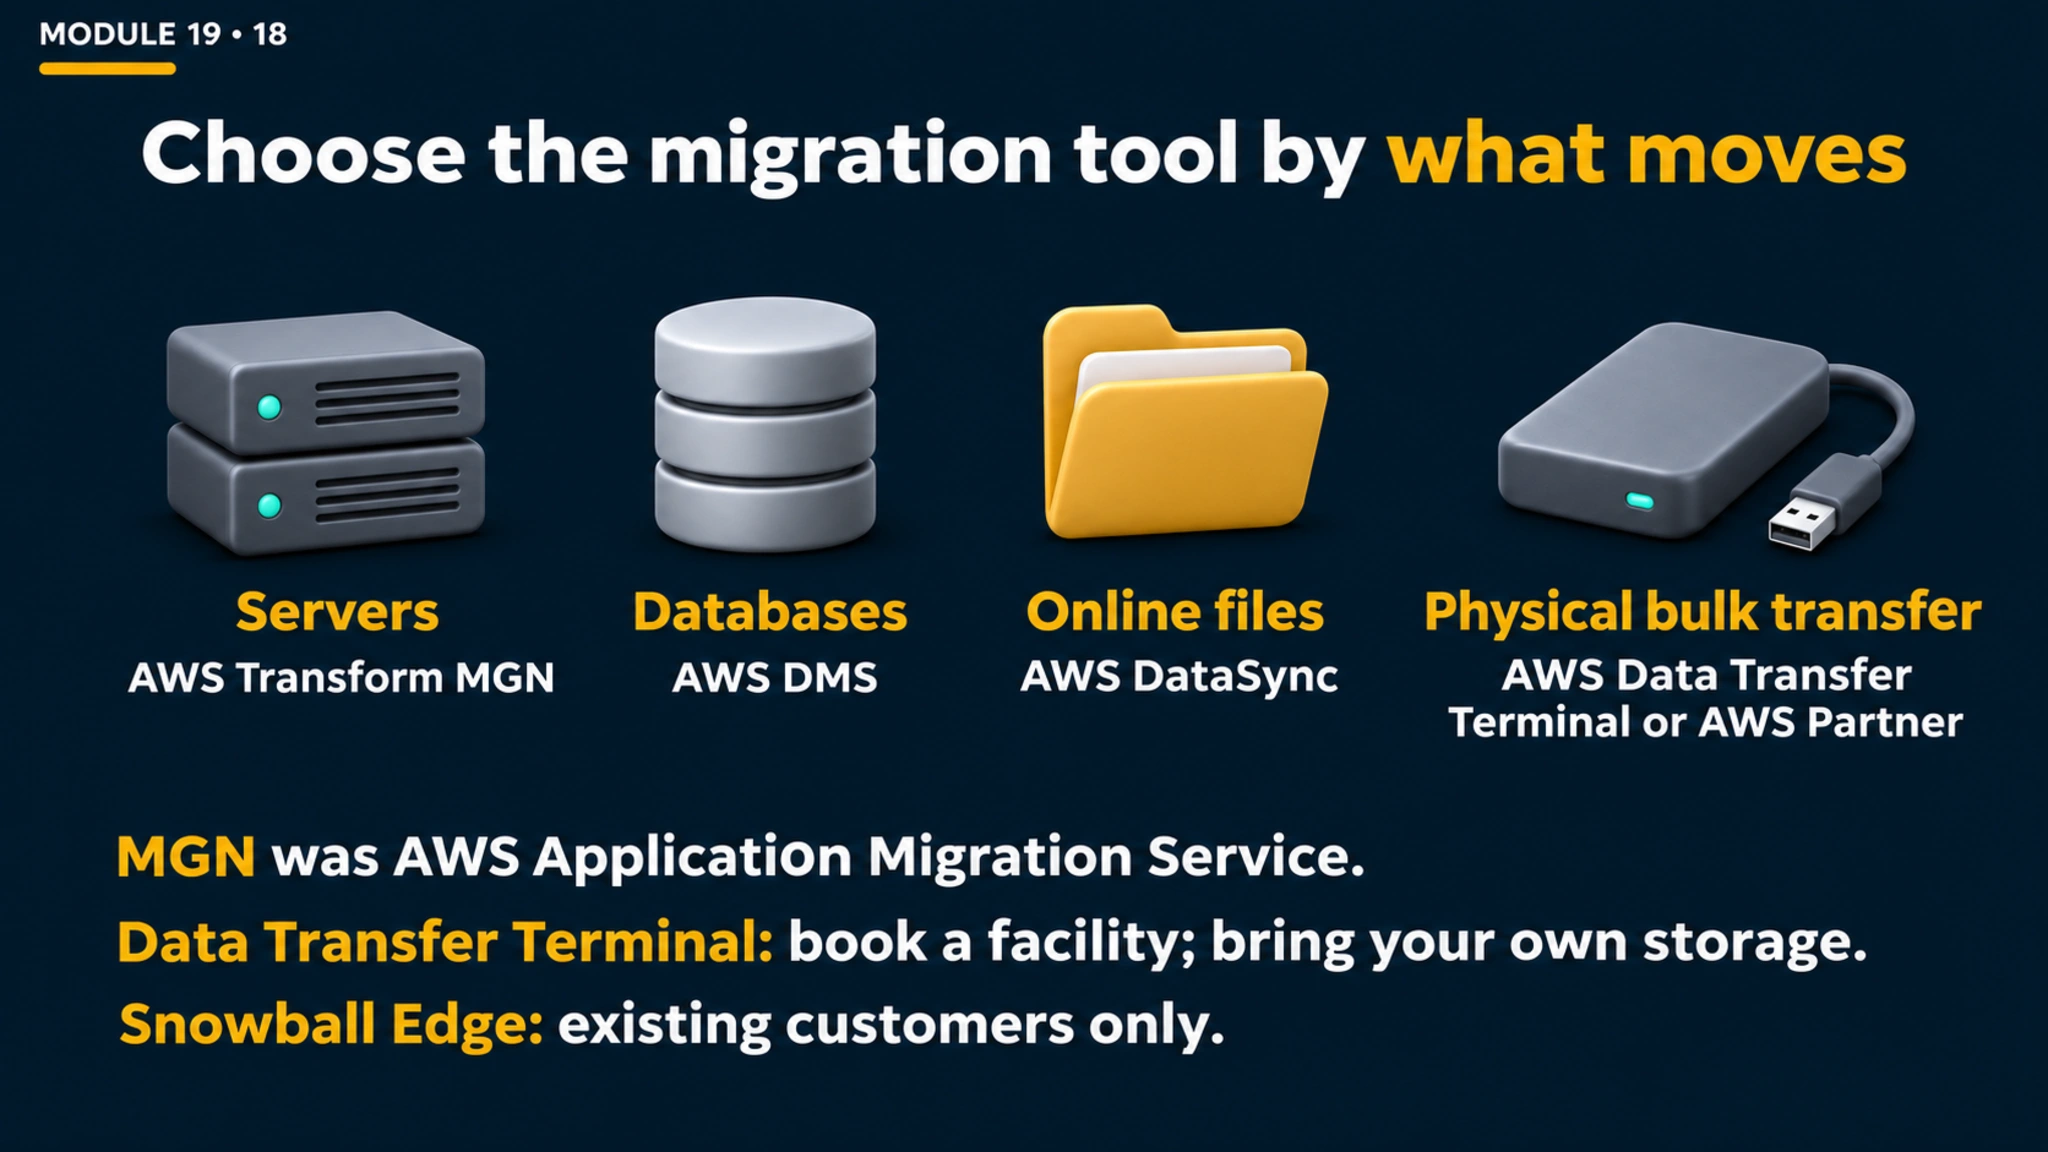 MODULE 19 • 18
Choose the migration tool by what moves
Servers
AWS Transform MGN
Databases
AWS DMS
Online files
AWS DataSync
Physical bulk transfer
AWS Data Transfer
Terminal or AWS Partner
MGN was AWS Application Migration Service.
Data Transfer Terminal: book a facility; bring your own storage.
Snowball Edge: existing customers only.